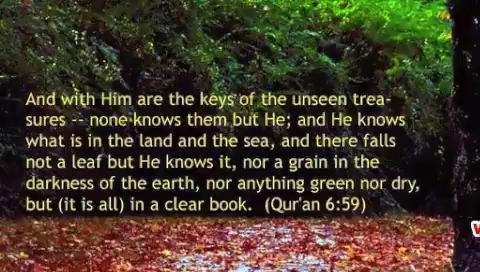 And with Him are the keys of the unseen trea-
sures -- none knows them but He; and He knows
what is in the land and the sea, and there falls
not a leaf but He knows it, nor a grain in the
darkness of the earth, nor anything green nor dry,
but (it is all) in a clear book.  (Qur'an 6:59)